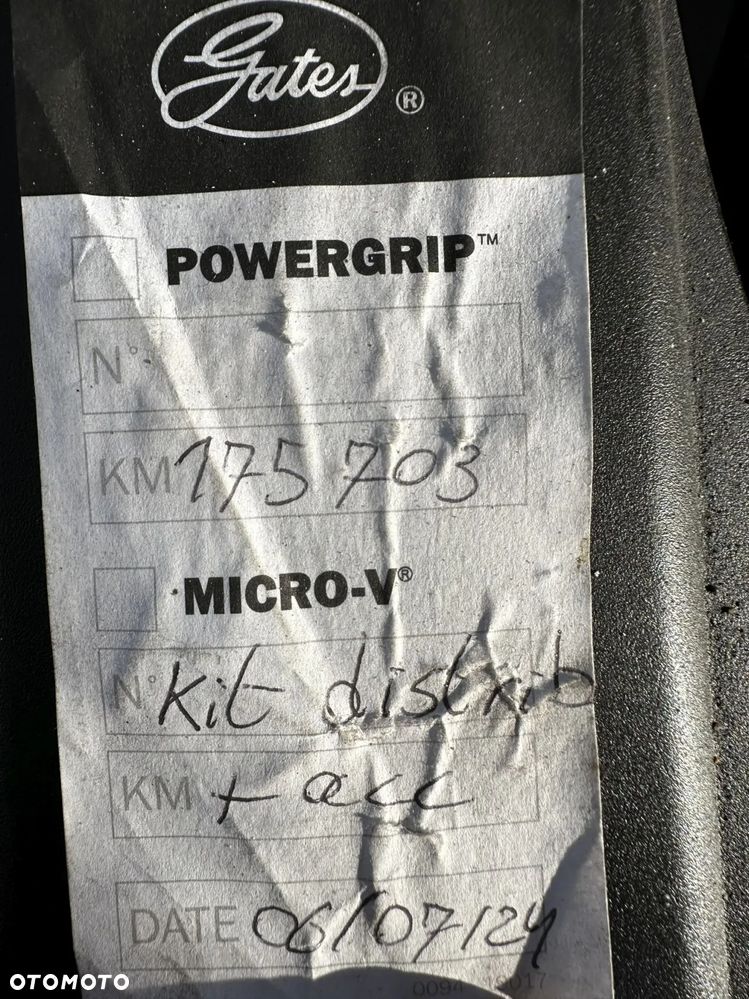 Gates ®
POWERGRIP™
N°
KM 175 703
MICRO-V®
N° Kit distrib
KM + acc
DATE 06/07/24
OTOMOTO